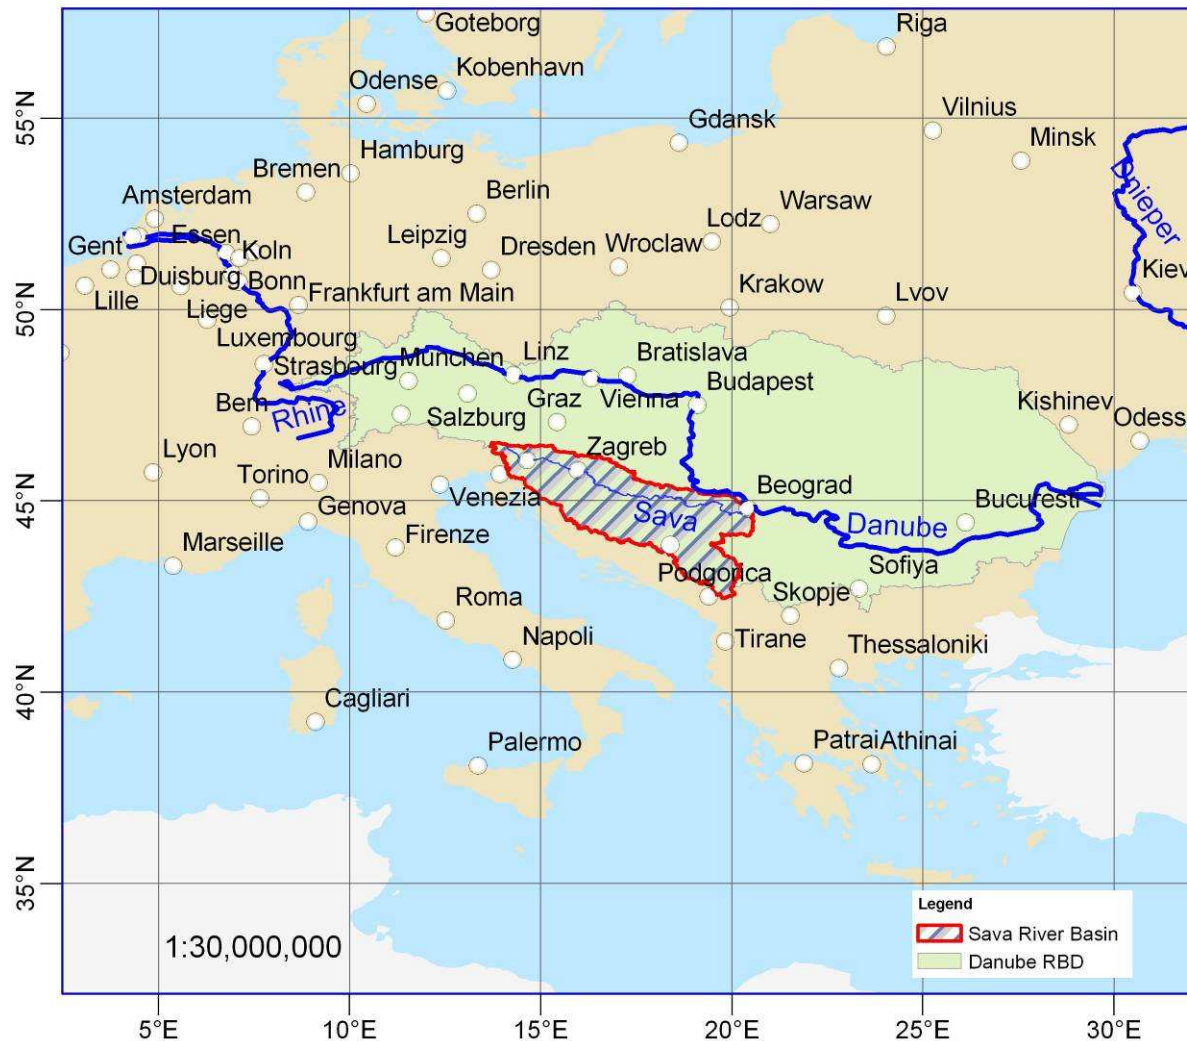 Goteborg
Riga
Odense
Kobenhavn
55°N
Gdansk
Vilnius
Minsk
Hamburg
Bremen
Berlin
Dnieper
Amsterdam
Warsaw
Lodz
Essen
Leipzig
Dresden
Wroclaw
Gent
Koln
Duisburg
Bonn
Kiev
Lille
Liege
Frankfurt am Main
Krakow
Lvov
50°N
Luxembourg
Strasbourg
Munchen
Linz
Bratislava
Budapest
Bern
Rhine
Salzburg
Graz
Vienna
Kishinev
Odess
Lyon
Torino
Milano
Zagreb
45°N
Genova
Venezia
Beograd
Bucuresti
Sava
Danube
Marseille
Firenze
Podgorica
Sofiya
Skopje
Roma
Napoli
Tirane
Thessaloniki
40°N
Cagliari
Palermo
Patrai
Athinai
35°N
Legend
Sava River Basin
Danube RBD
1:30,000,000
5°E
10°E
15°E
20°E
25°E
30°E